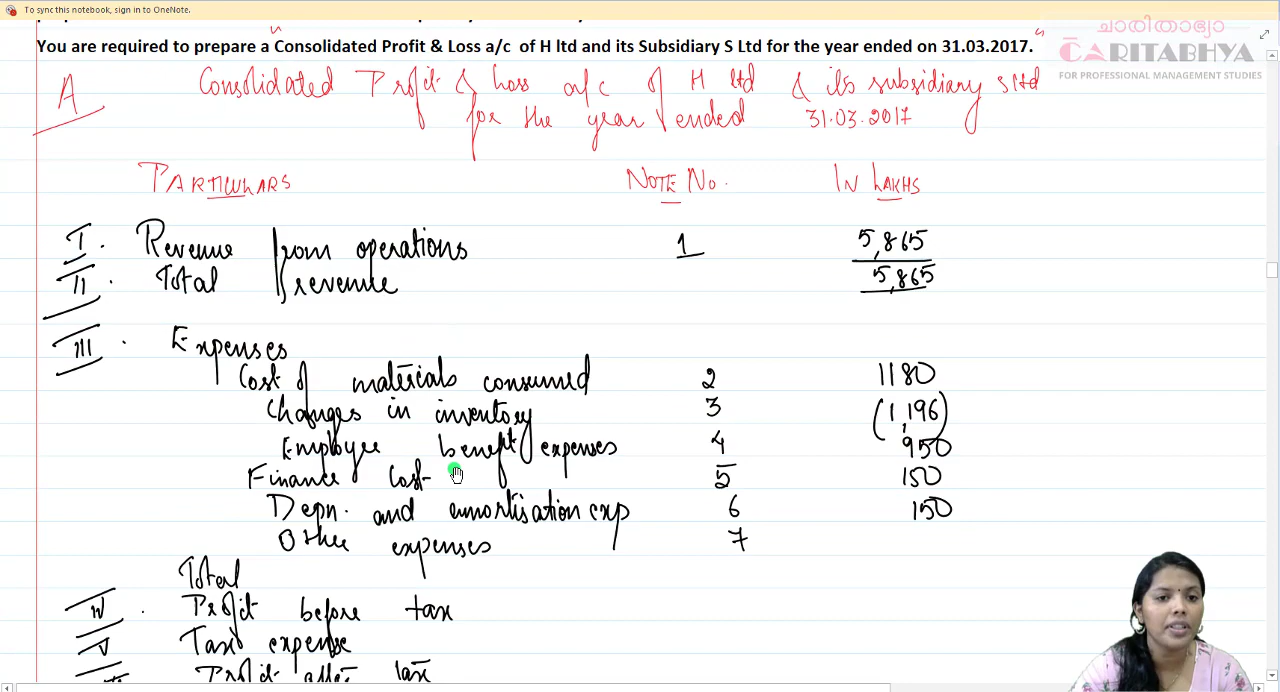 To sync this notebook, sign in to OneNote.
You are required to prepare a Consolidated Profit & Loss a/c of H ltd and its Subsidiary S Ltd for the year ended on 31.03.2017.
ചാരിതാഭ്യാ
CARITABHYA
FOR PROFESSIONAL MANAGEMENT STUDIES
A Consolidated Profit & Loss a/c of H ltd & its subsidiary s ltd
for the year ended 31.03.2017
PARTICULARS NOTE No. IN LAKHS
I. Revenue from operations 1 5,865
II. Total revenue 5,865
III. Expenses
Cost of materials consumed 2 1180
Changes in inventory 3 (1,196)
Employee benefit expenses 4 950
Finance Cost 5 150
Depn. and amortisation exp 6 150
Other expenses 7
Total
IV. Profit before tax
V Tax expense
Profit after tax